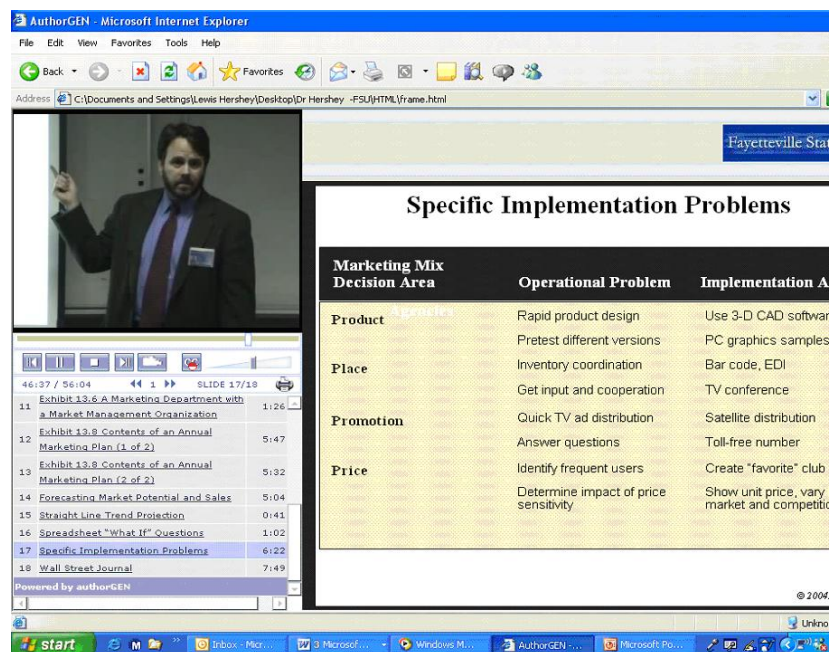 AuthorGEN - Microsoft Internet Explorer
File Edit View Favorites Tools Help
Back Favorites
Address C:\Documents and Settings\Lewis Hershey\Desktop\Dr Hershey -FSU\HTML\frame.html
Fayetteville Sta
Specific Implementation Problems
Marketing Mix
Decision Area Operational Problem Implementation A
Product Agencies Rapid product design Use 3-D CAD softwar
Pretest different versions PC graphics samples
Place Inventory coordination Bar code, EDI
Get input and cooperation TV conference
Promotion Quick TV ad distribution Satellite distribution
Answer questions Toll-free number
Price Identify frequent users Create "favorite" club
Determine impact of price sensitivity Show unit price, vary
market and competitio
© 2004
46:37 / 56:04 1 SLIDE 17/18
11 Exhibit 13.6 A Marketing Department with
a Market Management Organization 1:26
12 Exhibit 13.8 Contents of an Annual
Marketing Plan (1 of 2) 5:47
13 Exhibit 13.8 Contents of an Annual
Marketing Plan (2 of 2) 5:32
14 Forecasting Market Potential and Sales 5:04
15 Straight Line Trend Projection 0:41
16 Spreadsheet "What If" Questions 1:02
17 Specific Implementation Problems 6:22
18 Wall Street Journal 7:49
Powered by authorGEN
Unkno
start Inbox - Micr... 3 Microsof... Windows M... AuthorGEN -... Microsoft Po...